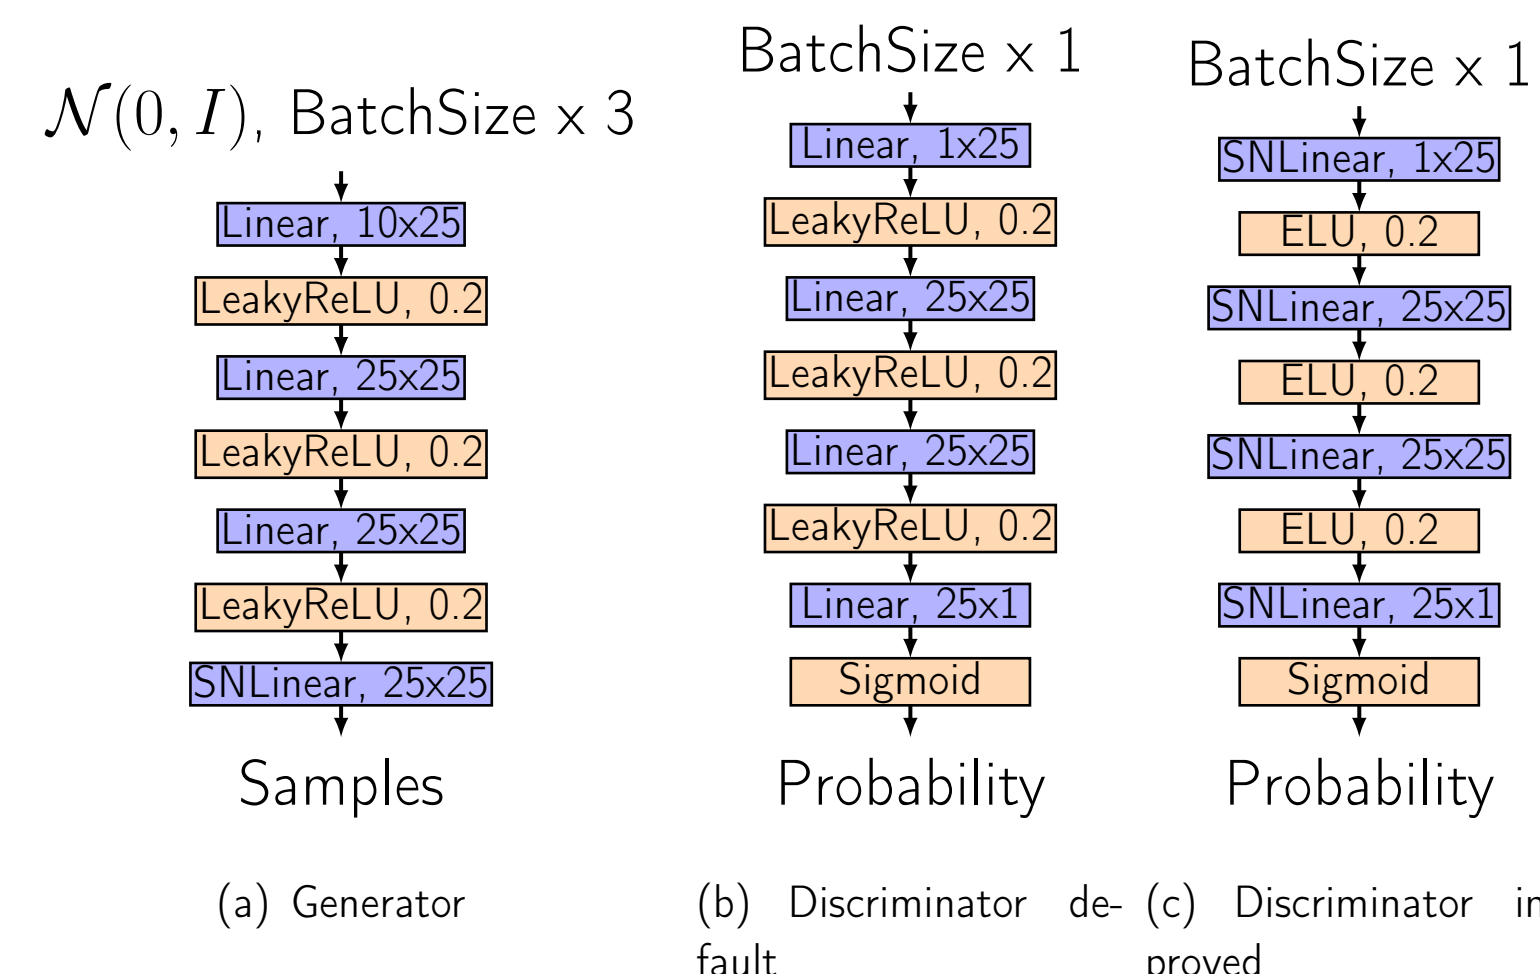 𝒩(0, I), BatchSize x 3
Linear, 10x25
LeakyReLU, 0.2
Linear, 25x25
LeakyReLU, 0.2
Linear, 25x25
LeakyReLU, 0.2
SNLinear, 25x25
Samples
(a) Generator
BatchSize x 1
Linear, 1x25
LeakyReLU, 0.2
Linear, 25x25
LeakyReLU, 0.2
Linear, 25x25
LeakyReLU, 0.2
Linear, 25x1
Sigmoid
Probability
(b) Discriminator de-
fault
BatchSize x 1
SNLinear, 1x25
ELU, 0.2
SNLinear, 25x25
ELU, 0.2
SNLinear, 25x25
ELU, 0.2
SNLinear, 25x1
Sigmoid
Probability
(c) Discriminator
proved